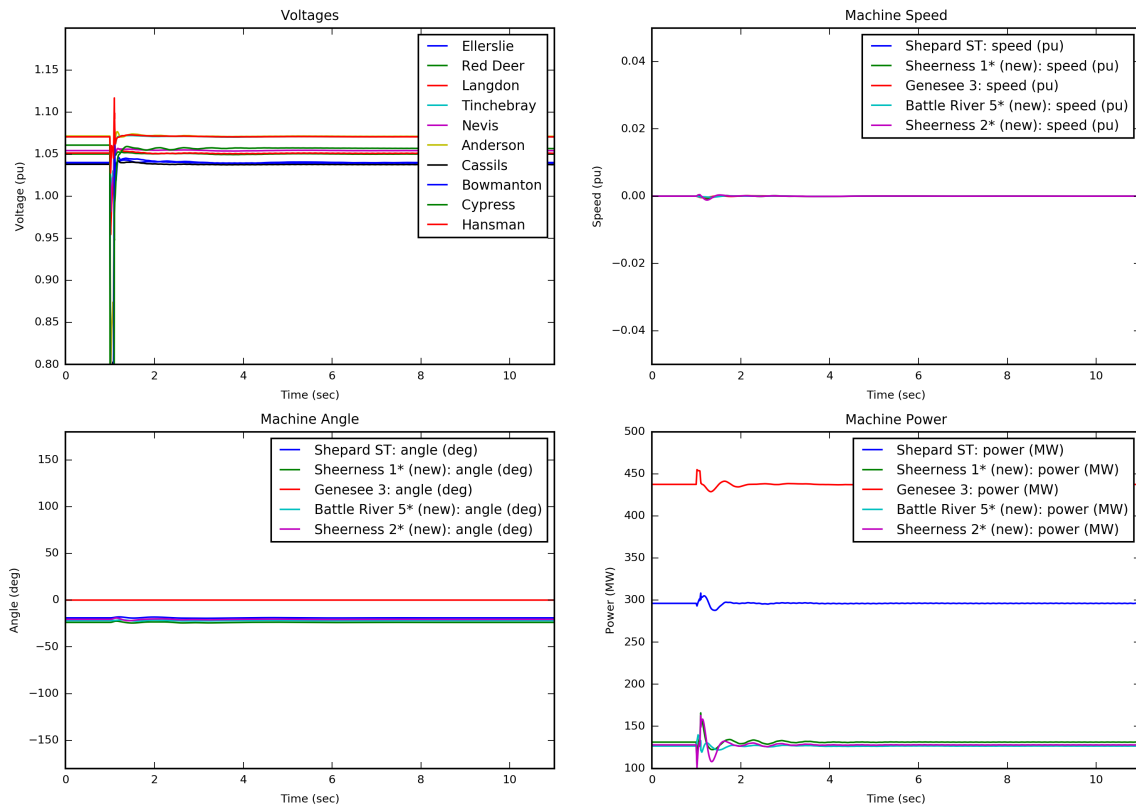 Voltages
1.15
1.10
1.05
1.00
0.95
0.90
0.85
0.80
Voltage (pu)
0 2 4 6 8 10
Time (sec)
Ellerslie
Red Deer
Langdon
Tinchebray
Nevis
Anderson
Cassils
Bowmanton
Cypress
Hansman
Machine Speed
0.04
0.02
0.00
−0.02
−0.04
Speed (pu)
0 2 4 6 8 10
Time (sec)
Shepard ST: speed (pu)
Sheerness 1* (new): speed (pu)
Genesee 3: speed (pu)
Battle River 5* (new): speed (pu)
Sheerness 2* (new): speed (pu)
Machine Angle
150
100
50
0
−50
−100
−150
Angle (deg)
0 2 4 6 8 10
Time (sec)
Shepard ST: angle (deg)
Sheerness 1* (new): angle (deg)
Genesee 3: angle (deg)
Battle River 5* (new): angle (deg)
Sheerness 2* (new): angle (deg)
Machine Power
500
450
400
350
300
250
200
150
100
Power (MW)
0 2 4 6 8 10
Time (sec)
Shepard ST: power (MW)
Sheerness 1* (new): power (MW)
Genesee 3: power (MW)
Battle River 5* (new): power (MW)
Sheerness 2* (new): power (MW)